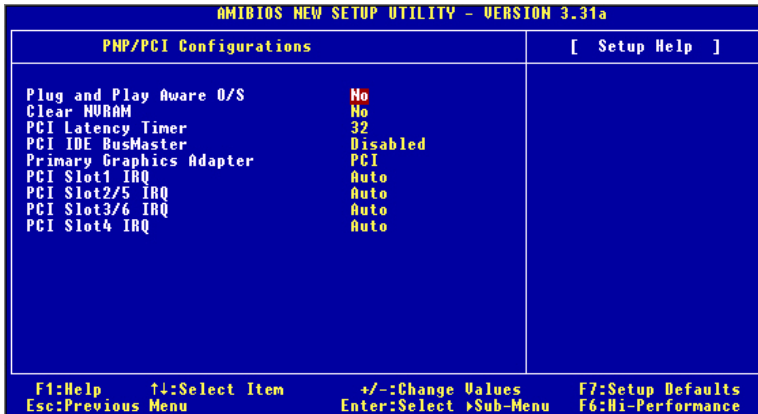 AMIBIOS NEW SETUP UTILITY - VERSION 3.31a
PNP/PCI Configurations
[ Setup Help ]
Plug and Play Aware O/S No
Clear NVRAM No
PCI Latency Timer 32
PCI IDE BusMaster Disabled
Primary Graphics Adapter PCI
PCI Slot1 IRQ Auto
PCI Slot2/5 IRQ Auto
PCI Slot3/6 IRQ Auto
PCI Slot4 IRQ Auto
F1:Help ↑↓:Select Item +/-:Change Values F7:Setup Defaults
Esc:Previous Menu Enter:Select ▸Sub-Menu F6:Hi-Performance